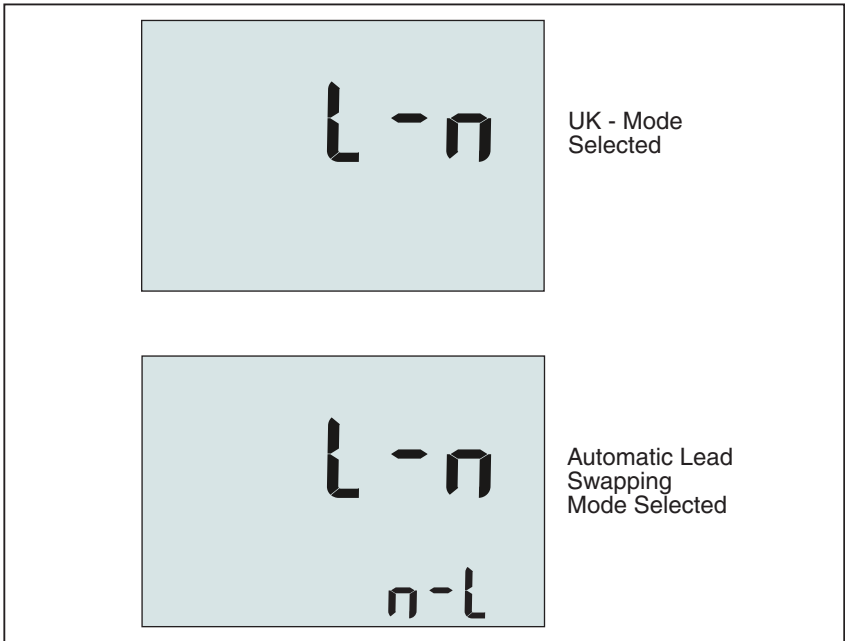 L-n
UK - Mode
Selected
L-n
Automatic Lead
Swapping
Mode Selected
n-L